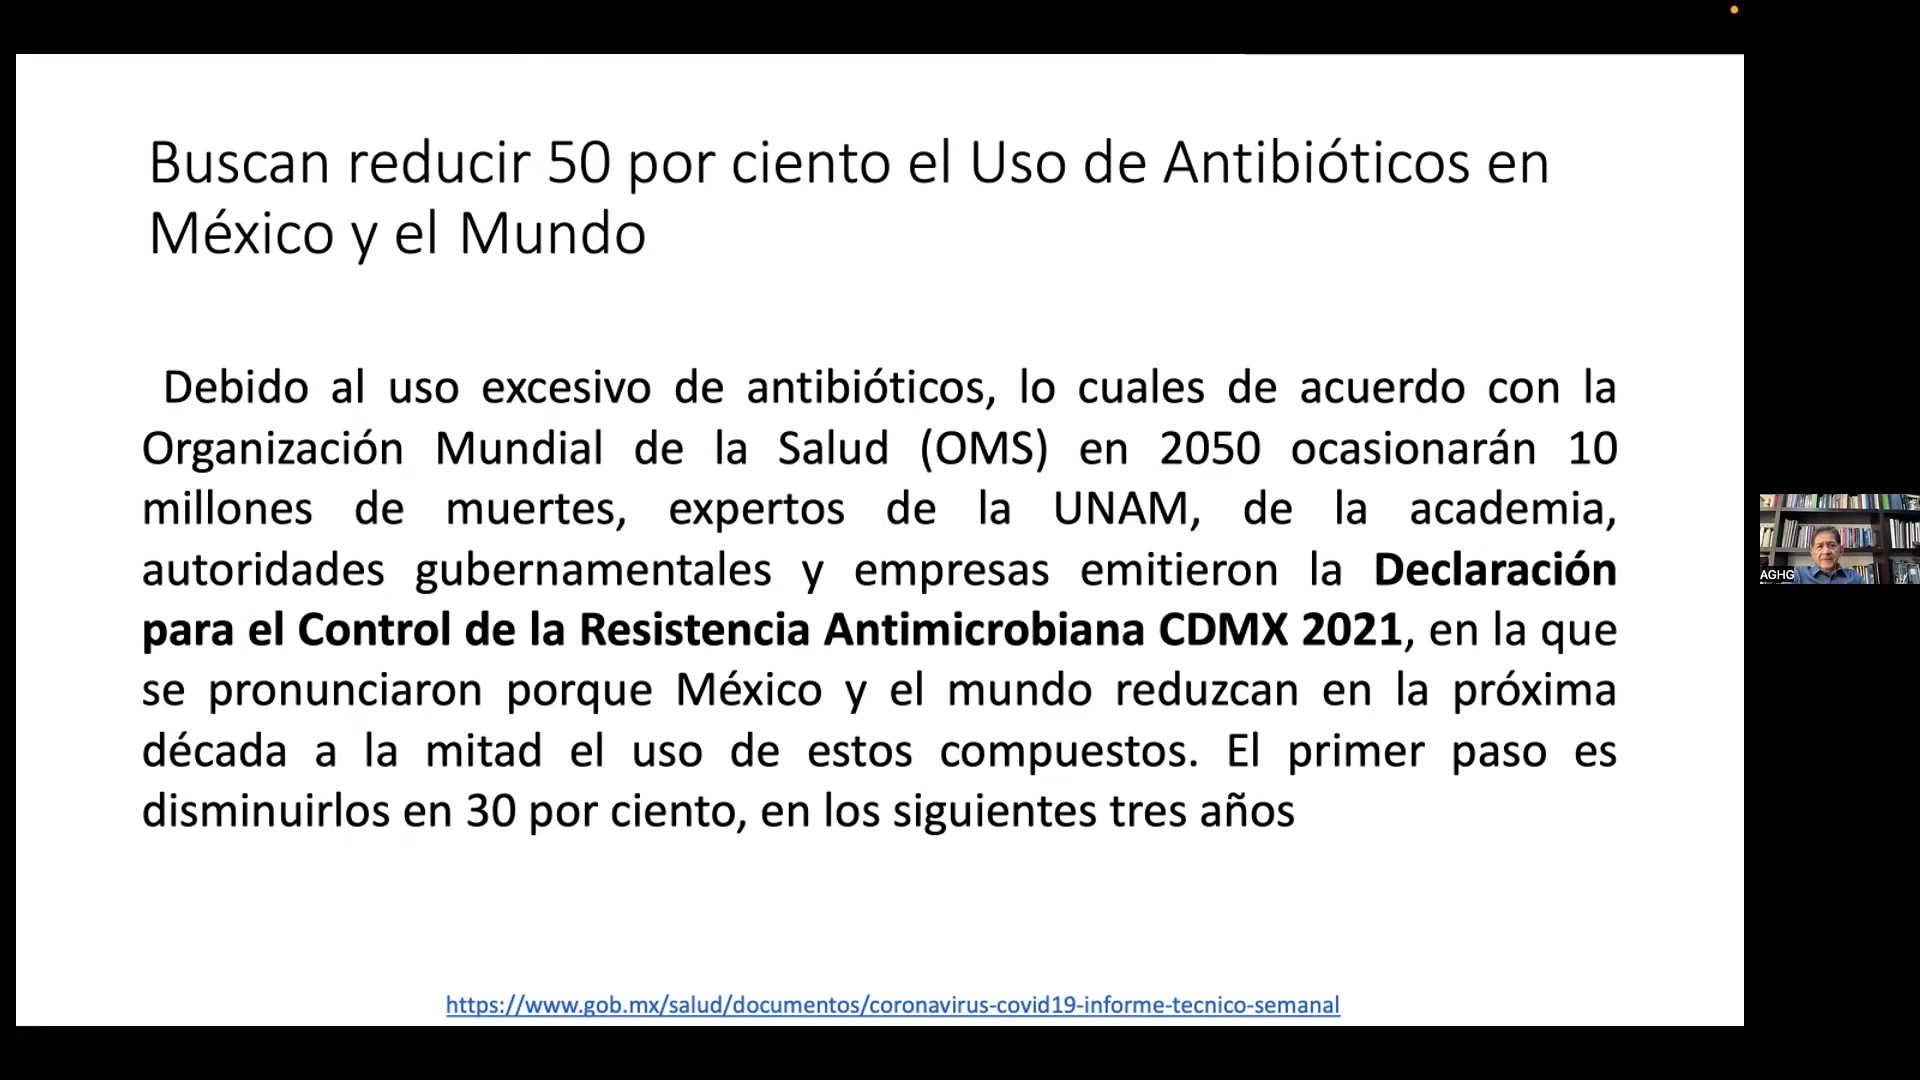 Buscan reducir 50 por ciento el Uso de Antibióticos en
México y el Mundo
Debido al uso excesivo de antibióticos, lo cuales de acuerdo con la
Organización Mundial de la Salud (OMS) en 2050 ocasionarán 10
millones de muertes, expertos de la UNAM, de la academia,
autoridades gubernamentales y empresas emitieron la Declaración
para el Control de la Resistencia Antimicrobiana CDMX 2021, en la que
se pronunciaron porque México y el mundo reduzcan en la próxima
década a la mitad el uso de estos compuestos. El primer paso es
disminuirlos en 30 por ciento, en los siguientes tres años
https://www.gob.mx/salud/documentos/coronavirus-covid19-informe-tecnico-semanal
AGHG